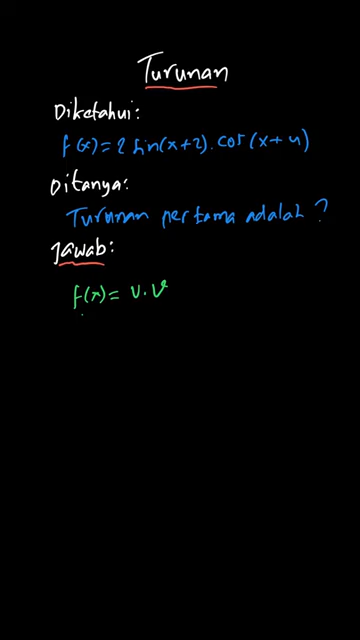 Turunan
Diketahui:
f(x) = 2 sin(x+2) . cos(x+4)
Ditanya:
Turunan pertama adalah ?
Jawab:
f(x) = U . V